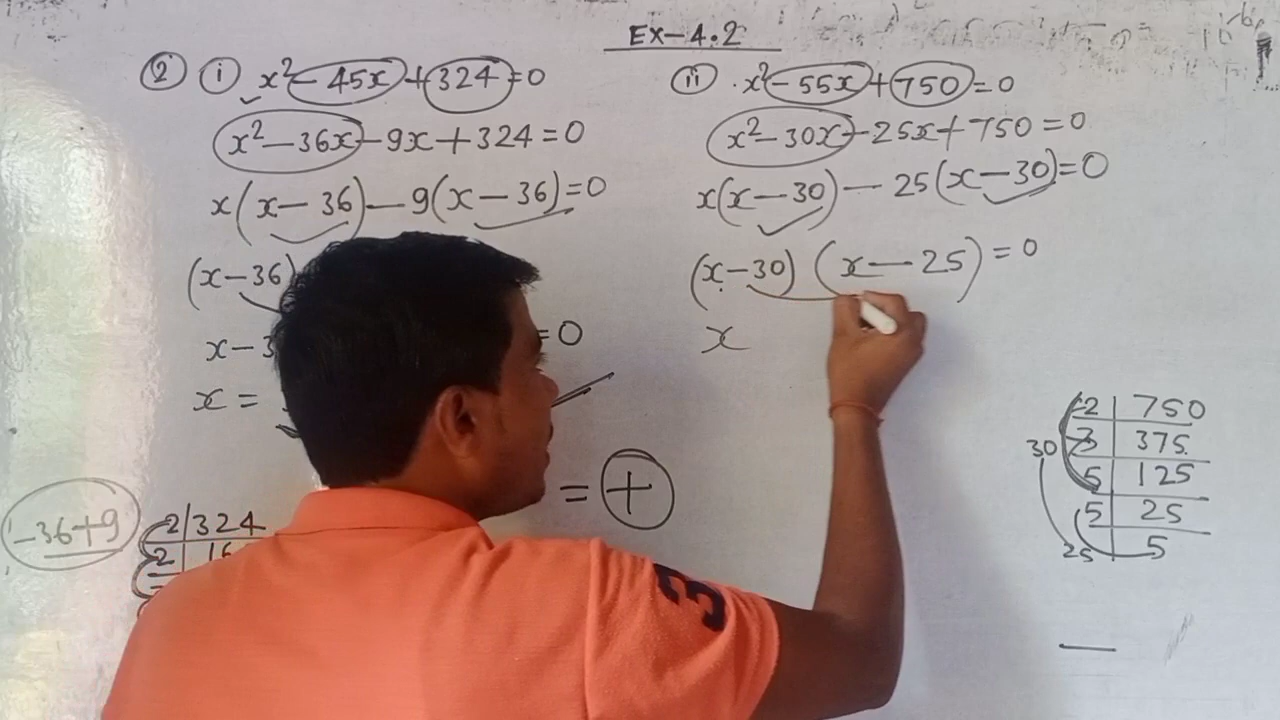 EX-4.2
② ⓘ x² - 45x + 324 = 0
x² - 36x - 9x + 324 = 0
x(x - 36) - 9(x - 36) = 0
(x - 36)
x - 3 = 0
x =
= +
-36+9
2 | 324
2 | 16
ⓘⓘ x² - 55x + 750 = 0
x² - 30x - 25x + 750 = 0
x(x - 30) - 25(x - 30) = 0
(x - 30) (x - 25) = 0
x
2 | 750
30 3 | 375
5 | 125
5 | 25
25 5
3